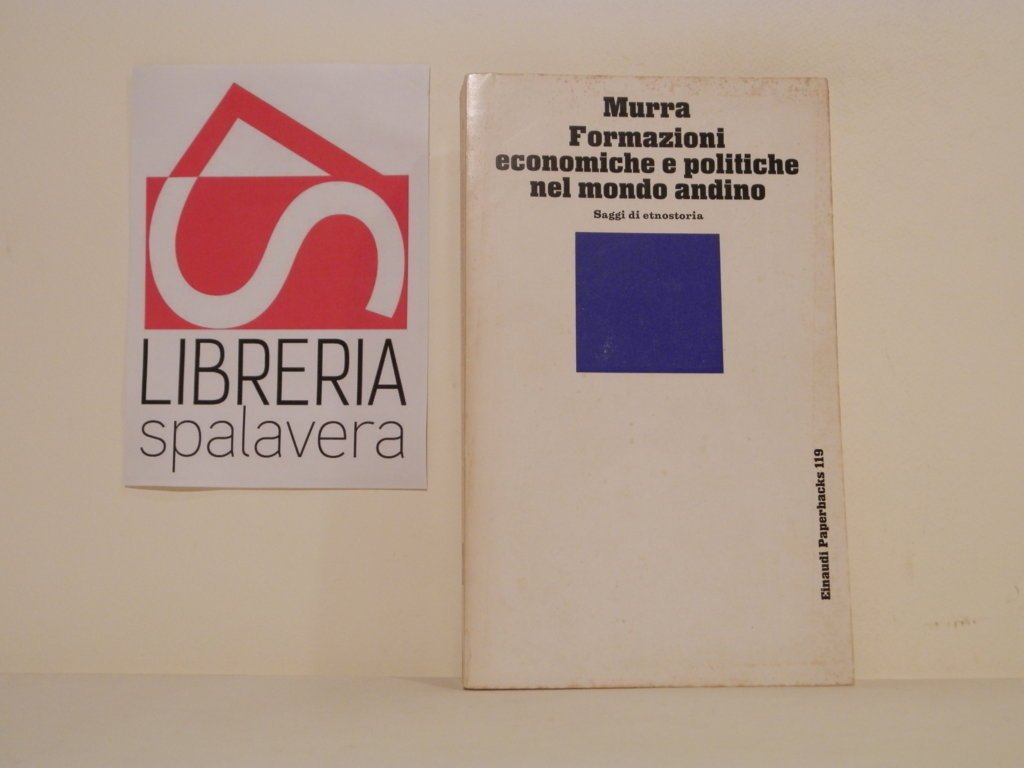 LIBRERIA
spalavera
Murra
Formazioni
economiche e politiche
nel mondo andino
Saggi di etnostoria
Einaudi Paperbacks 119